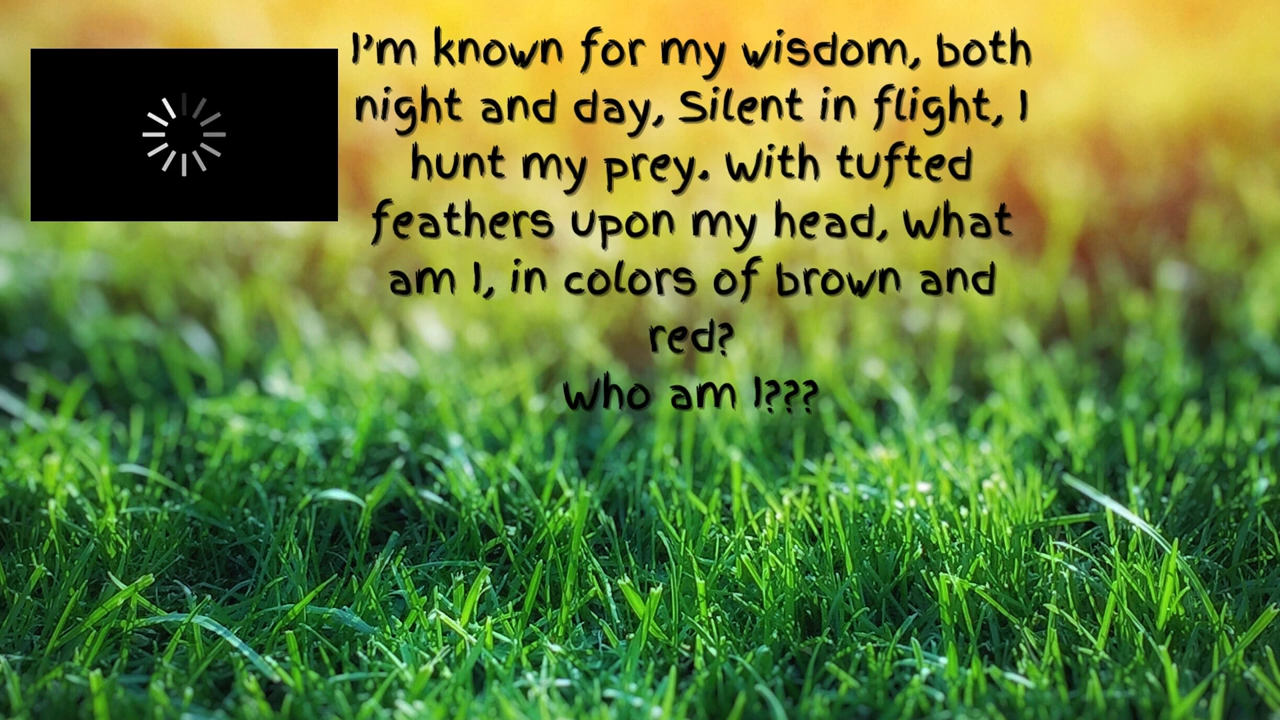 I'm known for my wisdom, both
night and day, Silent in flight, I
hunt my prey. With tufted
feathers upon my head, What
am I, in colors of brown and
red?
Who am I???